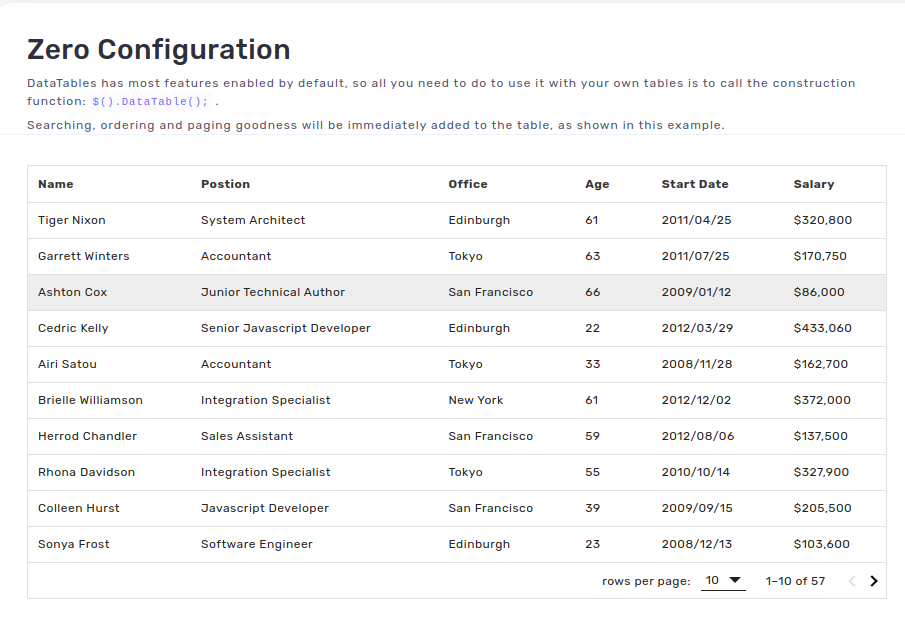 Zero Configuration
DataTables has most features enabled by default, so all you need to do to use it with your own tables is to call the construction
function: $().DataTable(); .
Searching, ordering and paging goodness will be immediately added to the table, as shown in this example.
Name Postion Office Age Start Date Salary
Tiger Nixon System Architect Edinburgh 61 2011/04/25 $320,800
Garrett Winters Accountant Tokyo 63 2011/07/25 $170,750
Ashton Cox Junior Technical Author San Francisco 66 2009/01/12 $86,000
Cedric Kelly Senior Javascript Developer Edinburgh 22 2012/03/29 $433,060
Airi Satou Accountant Tokyo 33 2008/11/28 $162,700
Brielle Williamson Integration Specialist New York 61 2012/12/02 $372,000
Herrod Chandler Sales Assistant San Francisco 59 2012/08/06 $137,500
Rhona Davidson Integration Specialist Tokyo 55 2010/10/14 $327,900
Colleen Hurst Javascript Developer San Francisco 39 2009/09/15 $205,500
Sonya Frost Software Engineer Edinburgh 23 2008/12/13 $103,600
rows per page: 10 1–10 of 57